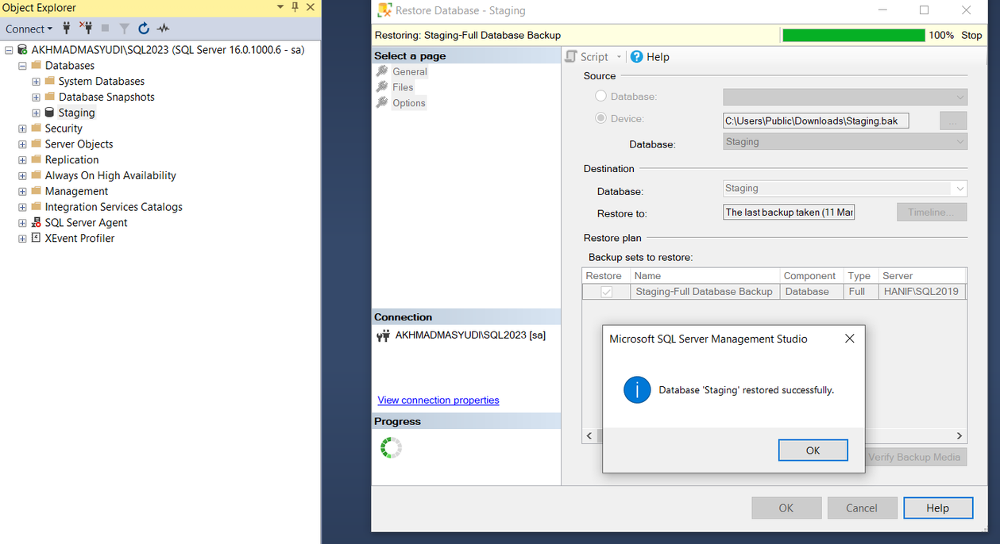 Object Explorer
Connect
AKHMADMASYUDI\SQL2023 (SQL Server 16.0.1000.6 - sa)
Databases
System Databases
Database Snapshots
Staging
Security
Server Objects
Replication
Always On High Availability
Management
Integration Services Catalogs
SQL Server Agent
XEvent Profiler
Restore Database - Staging
Restoring: Staging-Full Database Backup
100% Stop
Select a page
General
Files
Options
Connection
AKHMADMASYUDI\SQL2023 [sa]
View connection properties
Progress
Script Help
Source
Database:
Device: C:\Users\Public\Downloads\Staging.bak ...
Database: Staging
Destination
Database: Staging
Restore to: The last backup taken (11 Mar Timeline...
Restore plan
Backup sets to restore:
Restore Name Component Type Server
Staging-Full Database Backup Database Full HANIF\SQL2019
Microsoft SQL Server Management Studio
Database 'Staging' restored successfully.
OK
Verify Backup Media
OK Cancel Help